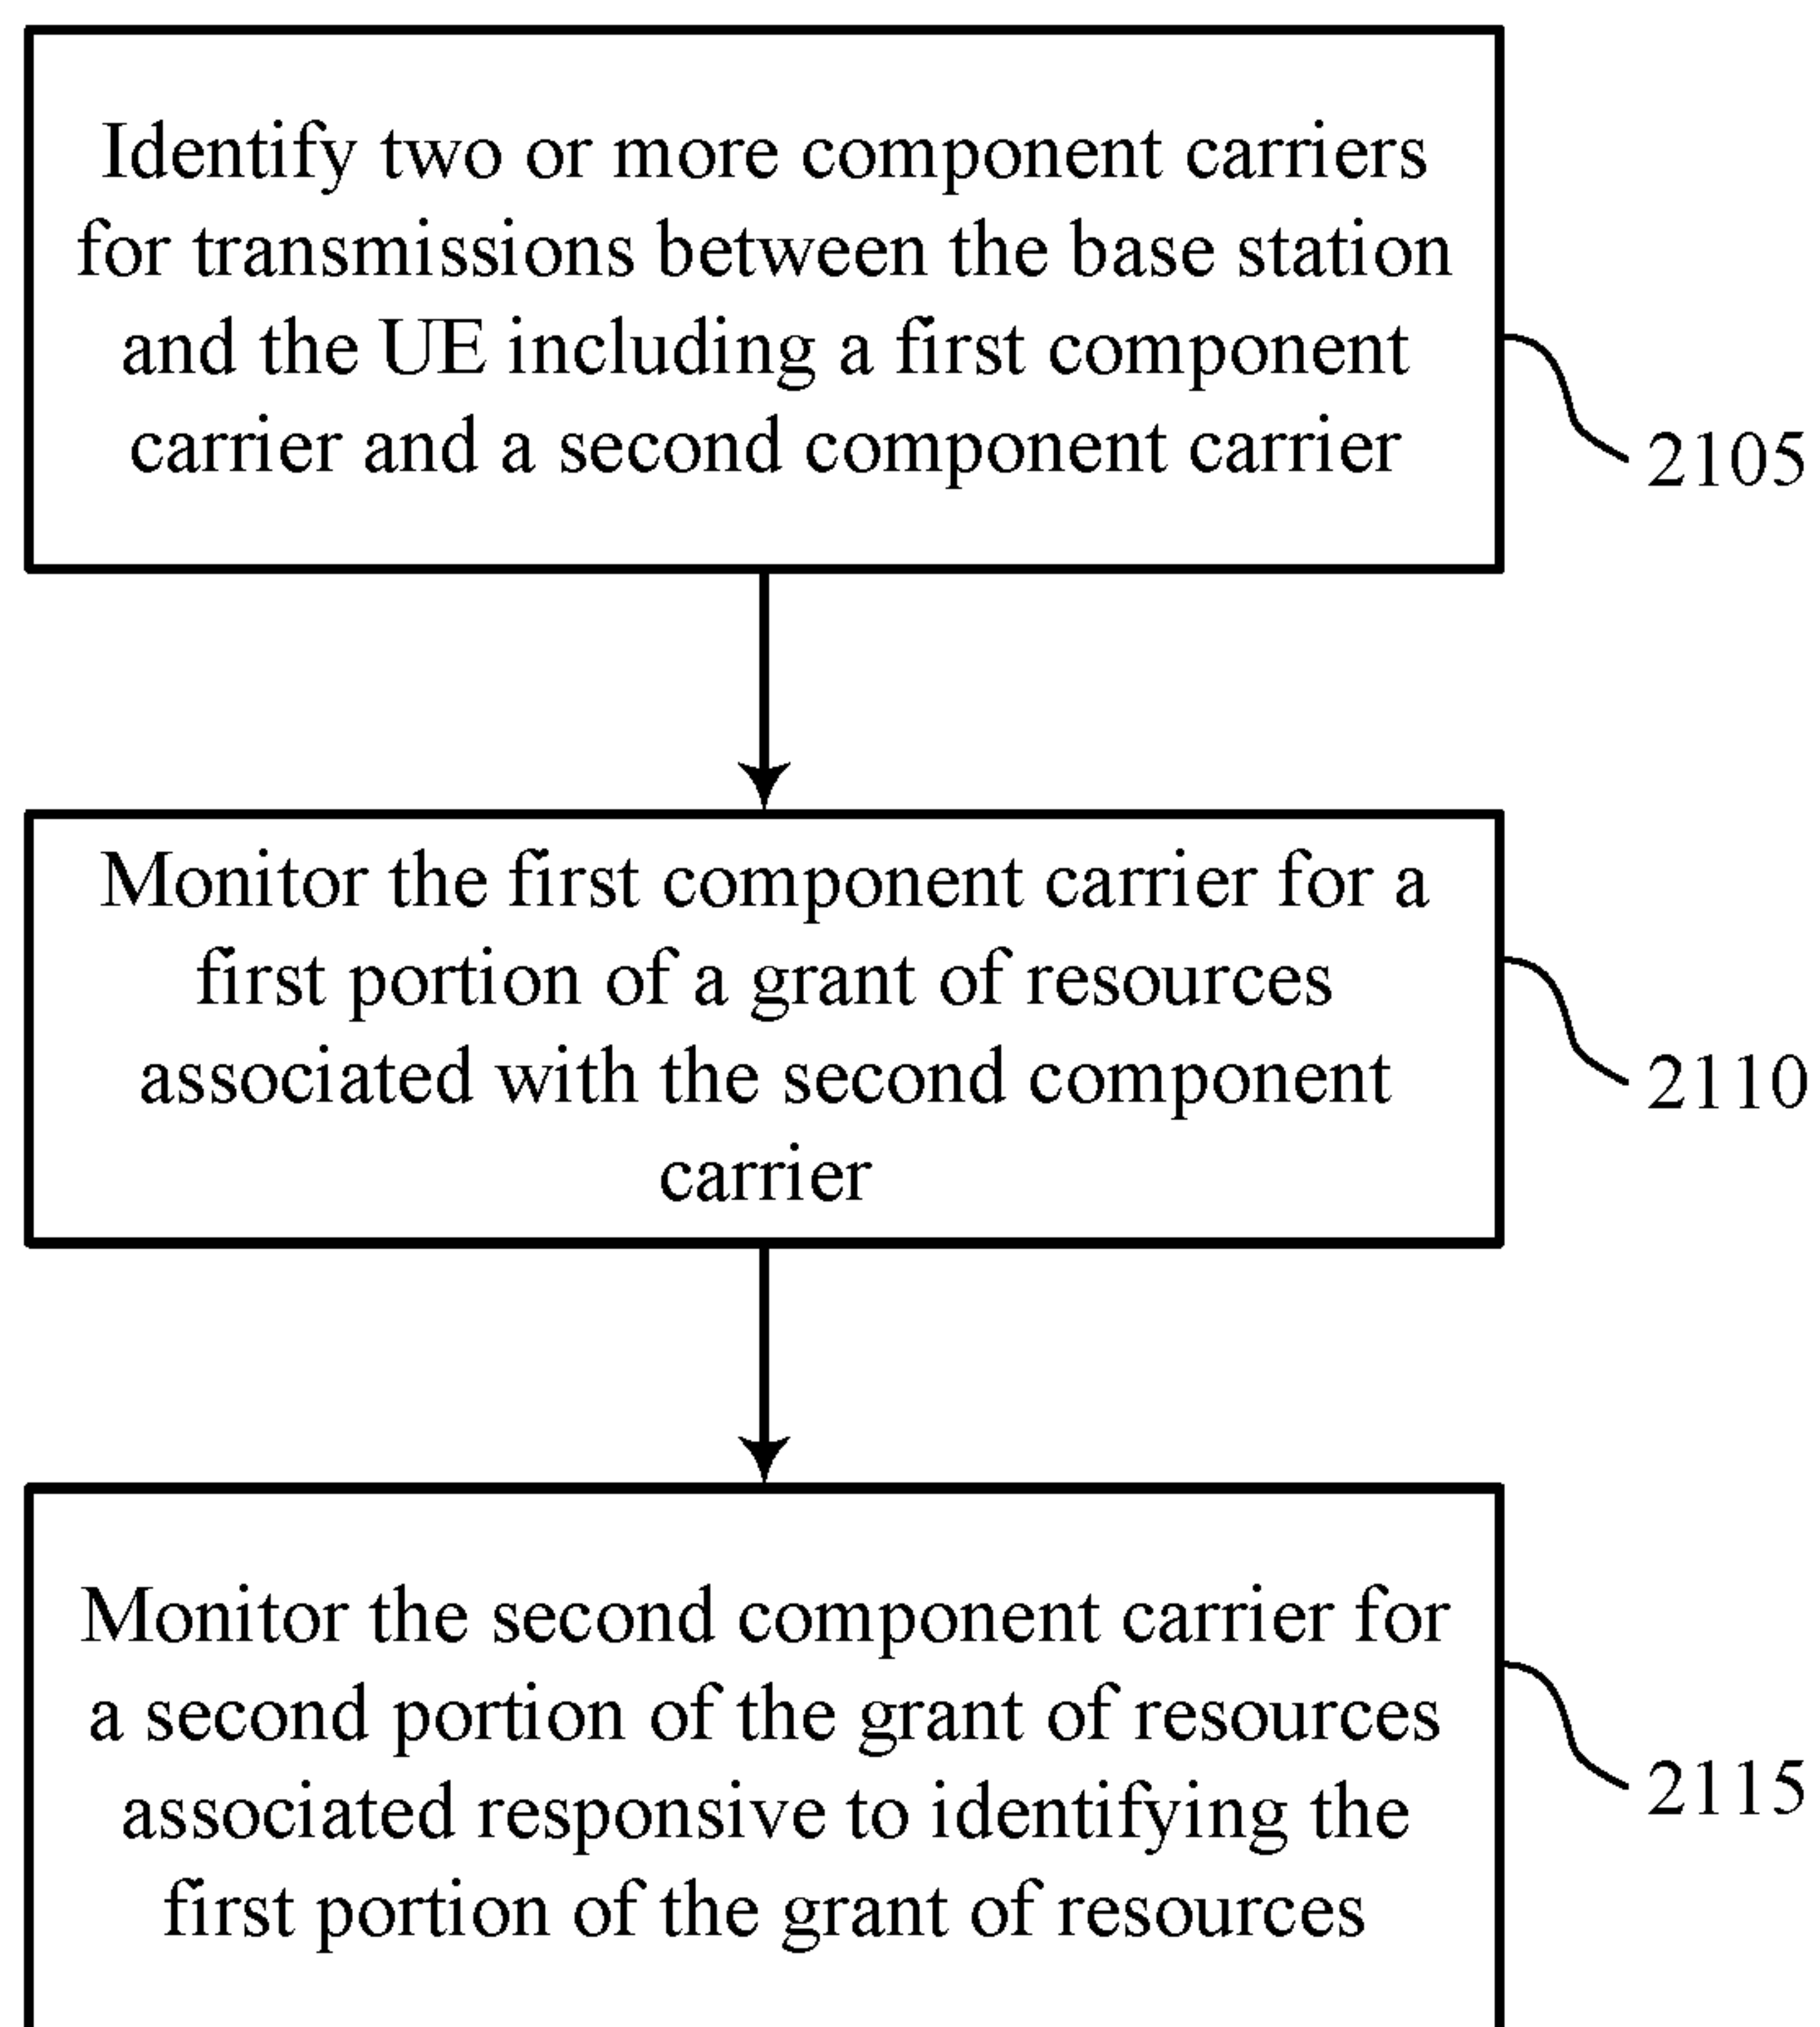 Identify two or more component carriers
for transmissions between the base station
and the UE including a first component
carrier and a second component carrier
2105
Monitor the first component carrier for a
first portion of a grant of resources
associated with the second component
carrier
2110
Monitor the second component carrier for
a second portion of the grant of resources
associated responsive to identifying the
first portion of the grant of resources
2115